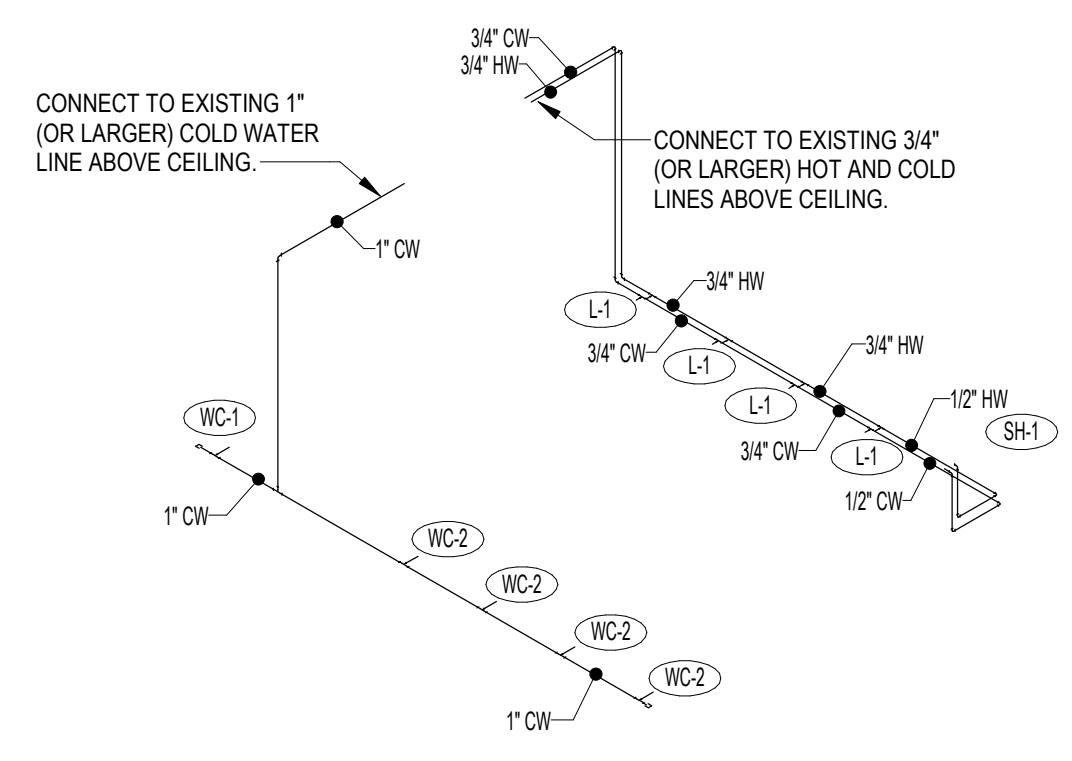 3/4" CW
3/4" HW
CONNECT TO EXISTING 1"
(OR LARGER) COLD WATER
LINE ABOVE CEILING.
CONNECT TO EXISTING 3/4"
(OR LARGER) HOT AND COLD
LINES ABOVE CEILING.
1" CW
3/4" HW
L-1
3/4" CW
3/4" HW
L-1
L-1
1/2" HW
SH-1
WC-1
3/4" CW
L-1
1/2" CW
1" CW
WC-2
WC-2
WC-2
WC-2
1" CW